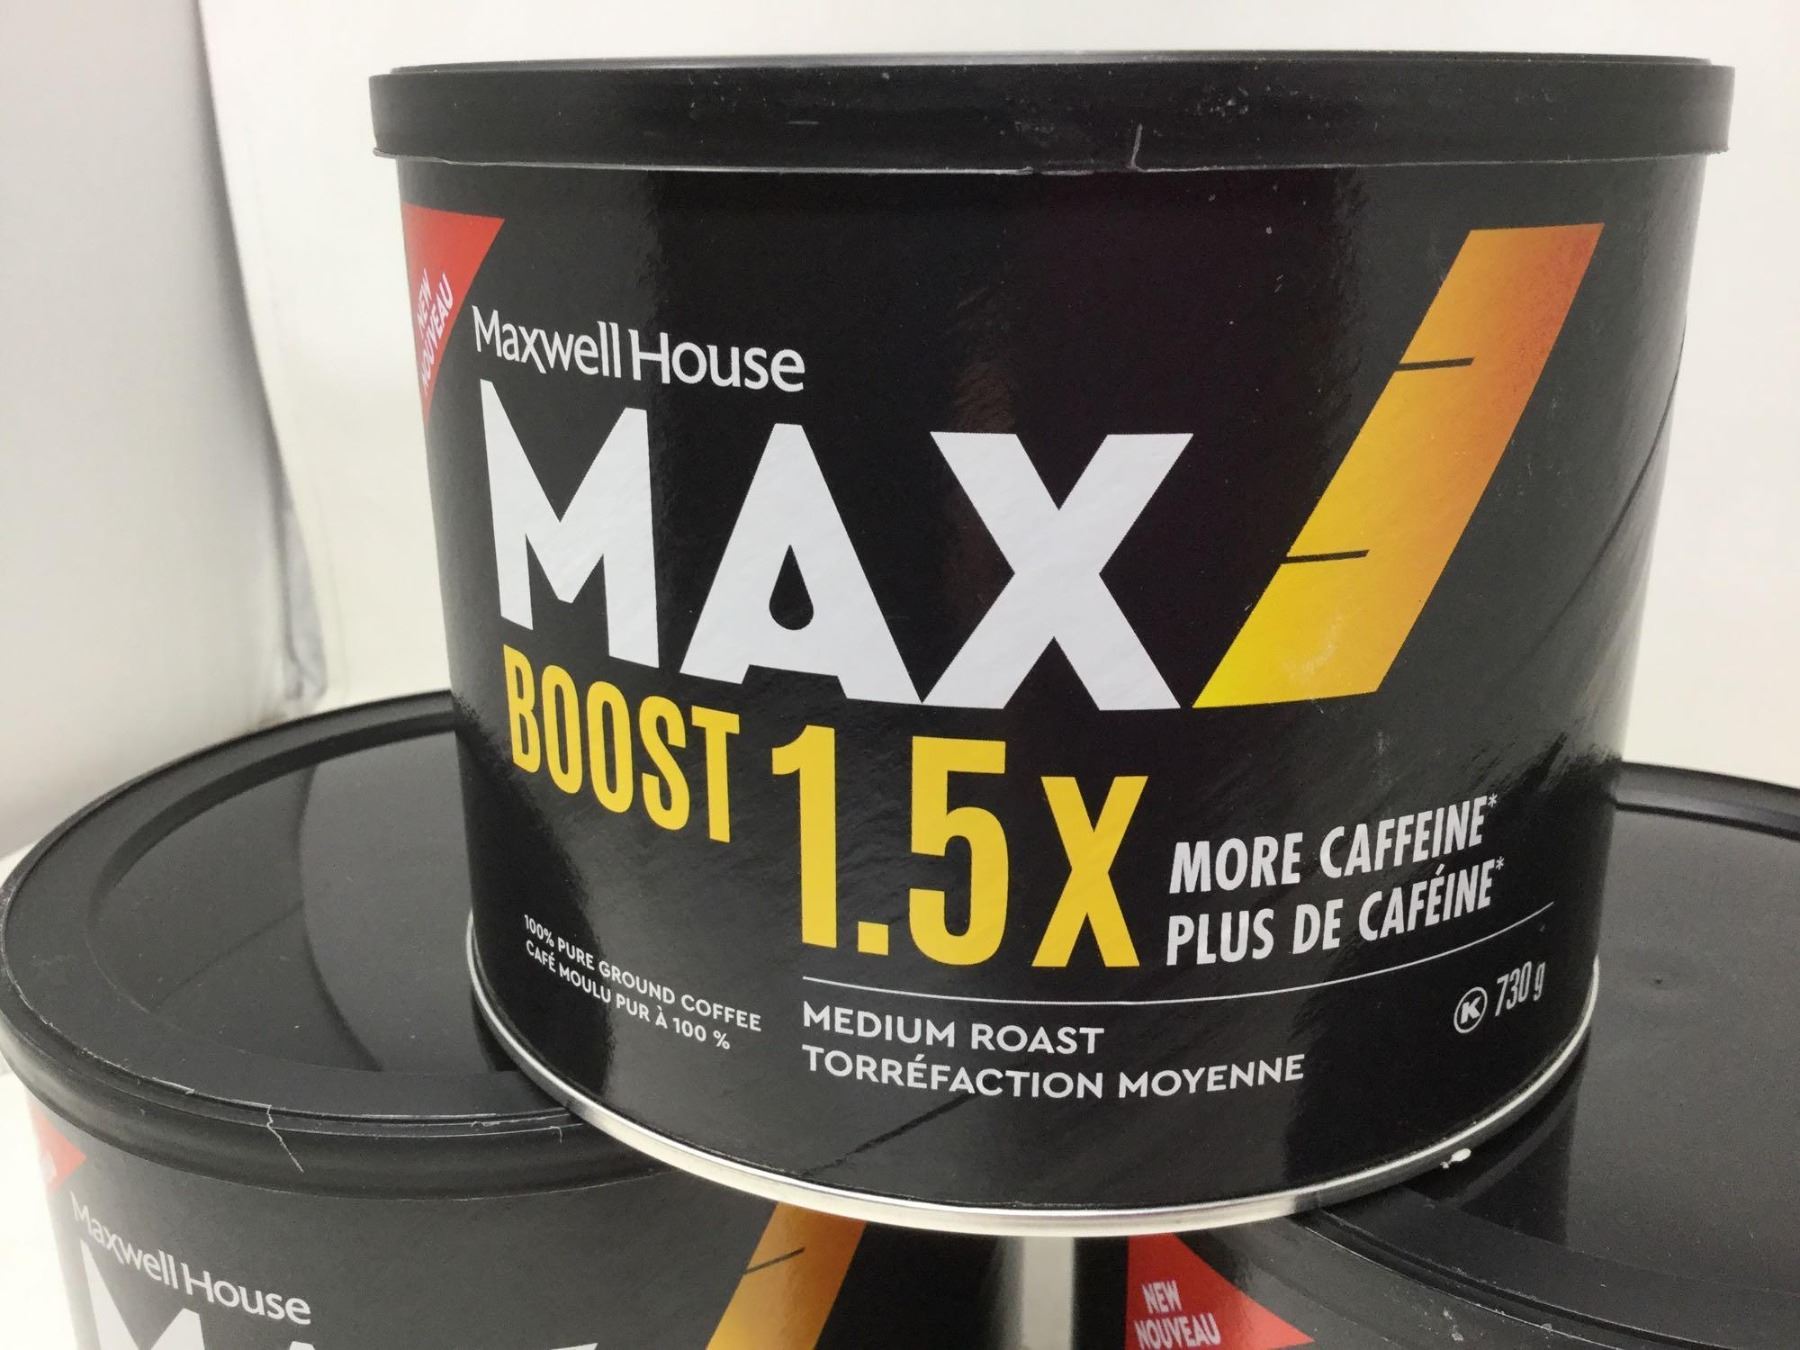 NEW
NOUVEAU
Maxwell House
MAX
BOOST 1.5X
MORE CAFFEINE*
PLUS DE CAFÉINE*
100% PURE GROUND COFFEE
CAFÉ MOULU PUR À 100 %
MEDIUM ROAST
TORRÉFACTION MOYENNE
K 730 g
Maxwell House
NEW
NOUVEAU